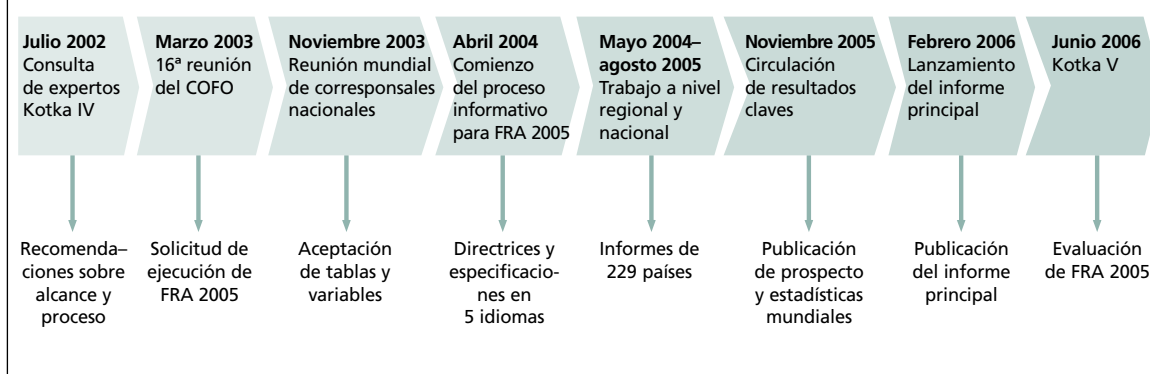 Julio 2002
Consulta
de expertos
Kotka IV
Marzo 2003
16ª reunión
del COFO
Noviembre 2003
Reunión mundial
de corresponsales
nacionales
Abril 2004
Comienzo
del proceso
informativo
para FRA 2005
Mayo 2004–
agosto 2005
Trabajo a nivel
regional y
nacional
Noviembre 2005
Circulación
de resultados
claves
Febrero 2006
Lanzamiento
del informe
principal
Junio 2006
Kotka V
Recomenda–
ciones sobre
alcance y
proceso
Solicitud de
ejecución de
FRA 2005
Aceptación
de tablas y
variables
Directrices y
especificacio-
nes en
5 idiomas
Informes de
229 países
Publicación
de prospecto
y estadísticas
mundiales
Publicación
del informe
principal
Evaluación
de FRA 2005